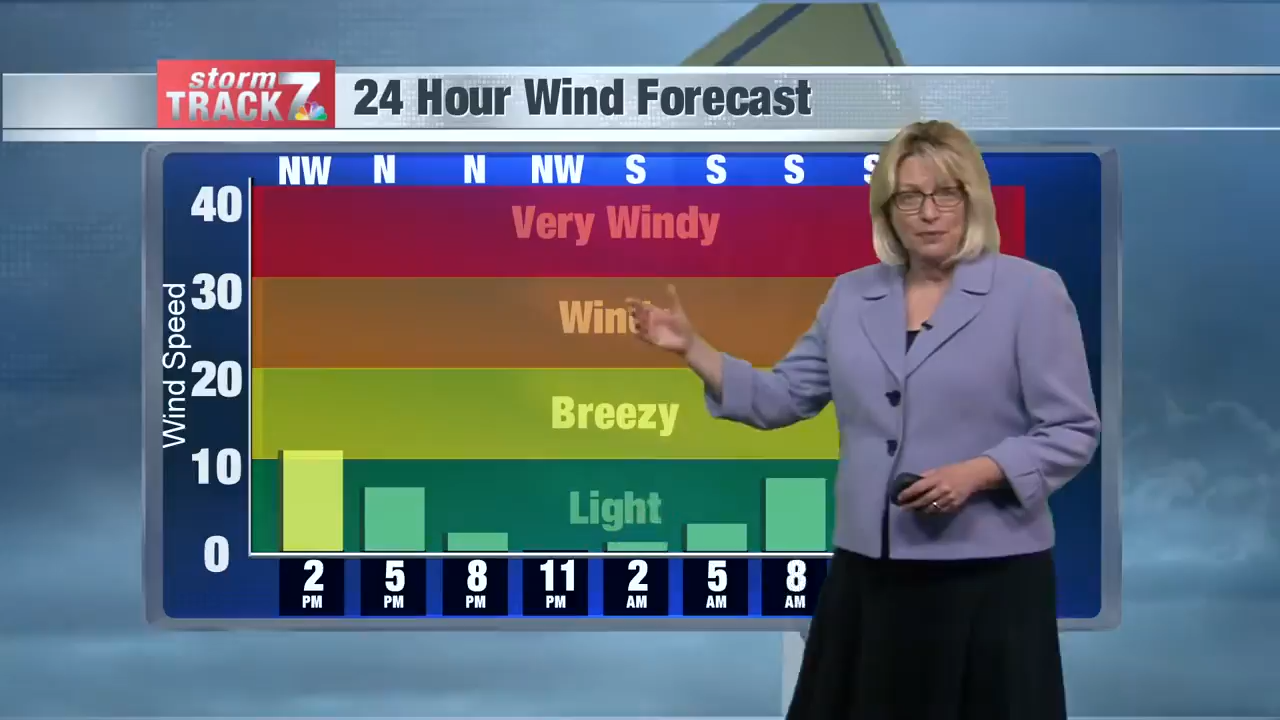 storm
TRACK 7
24 Hour Wind Forecast
NW N N NW S S S S
40
Very Windy
30
Wind
Wind Speed
20
Breezy
10
Light
0
2 5 8 11 2 5 8
PM PM PM PM AM AM AM